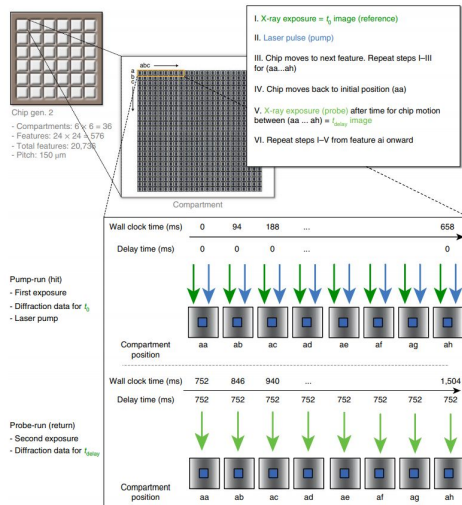 I. X-ray exposure = t0 image (reference)
II. Laser pulse (pump)
III. Chip moves to next feature. Repeat steps I–III
for (aa...ah)
IV. Chip moves back to initial position (aa)
V. X-ray exposure (probe) after time for chip motion
between (aa ... ah) = tdelay image
VI. Repeat steps I–V from feature ai onward
abc
a
b
c
Chip gen. 2
- Compartments: 6 × 6 = 36
- Features: 24 × 24 = 576
- Total features: 20,736
- Pitch: 150 μm
Compartment
Wall clock time (ms) 0 94 188 ... 658
Delay time (ms) 0 0 0 0
Pump-run (hit)
- First exposure
- Diffraction data for t0
- Laser pump
Compartment
position aa ab ac ad ae af ag ah
Wall clock time (ms) 752 846 940 ... 1,504
Delay time (ms) 752 752 752 752 752 752 752 752
Probe-run (return)
- Second exposure
- Diffraction data for tdelay
Compartment
position aa ab ac ad ae af ag ah